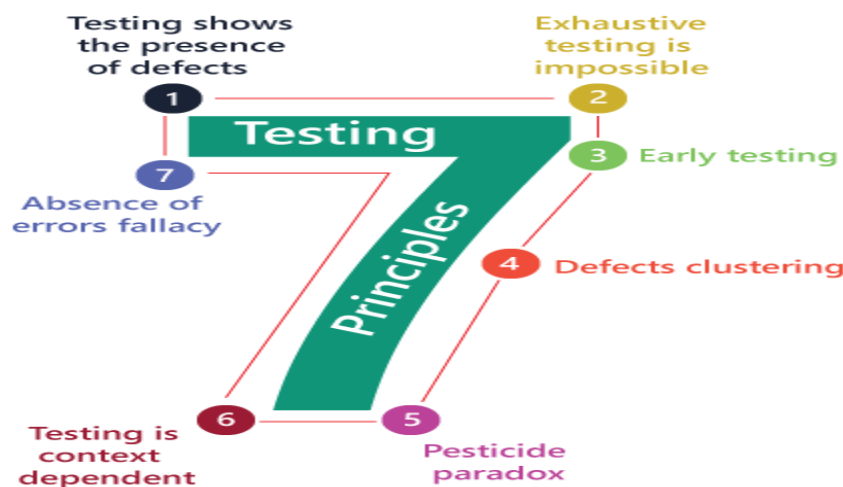 Testing shows
the presence
of defects
1
Exhaustive
testing is
impossible
2
Testing
3
Early testing
7
Absence of
errors fallacy
Principles
4
Defects clustering
6
Testing is
context
dependent
5
Pesticide
paradox